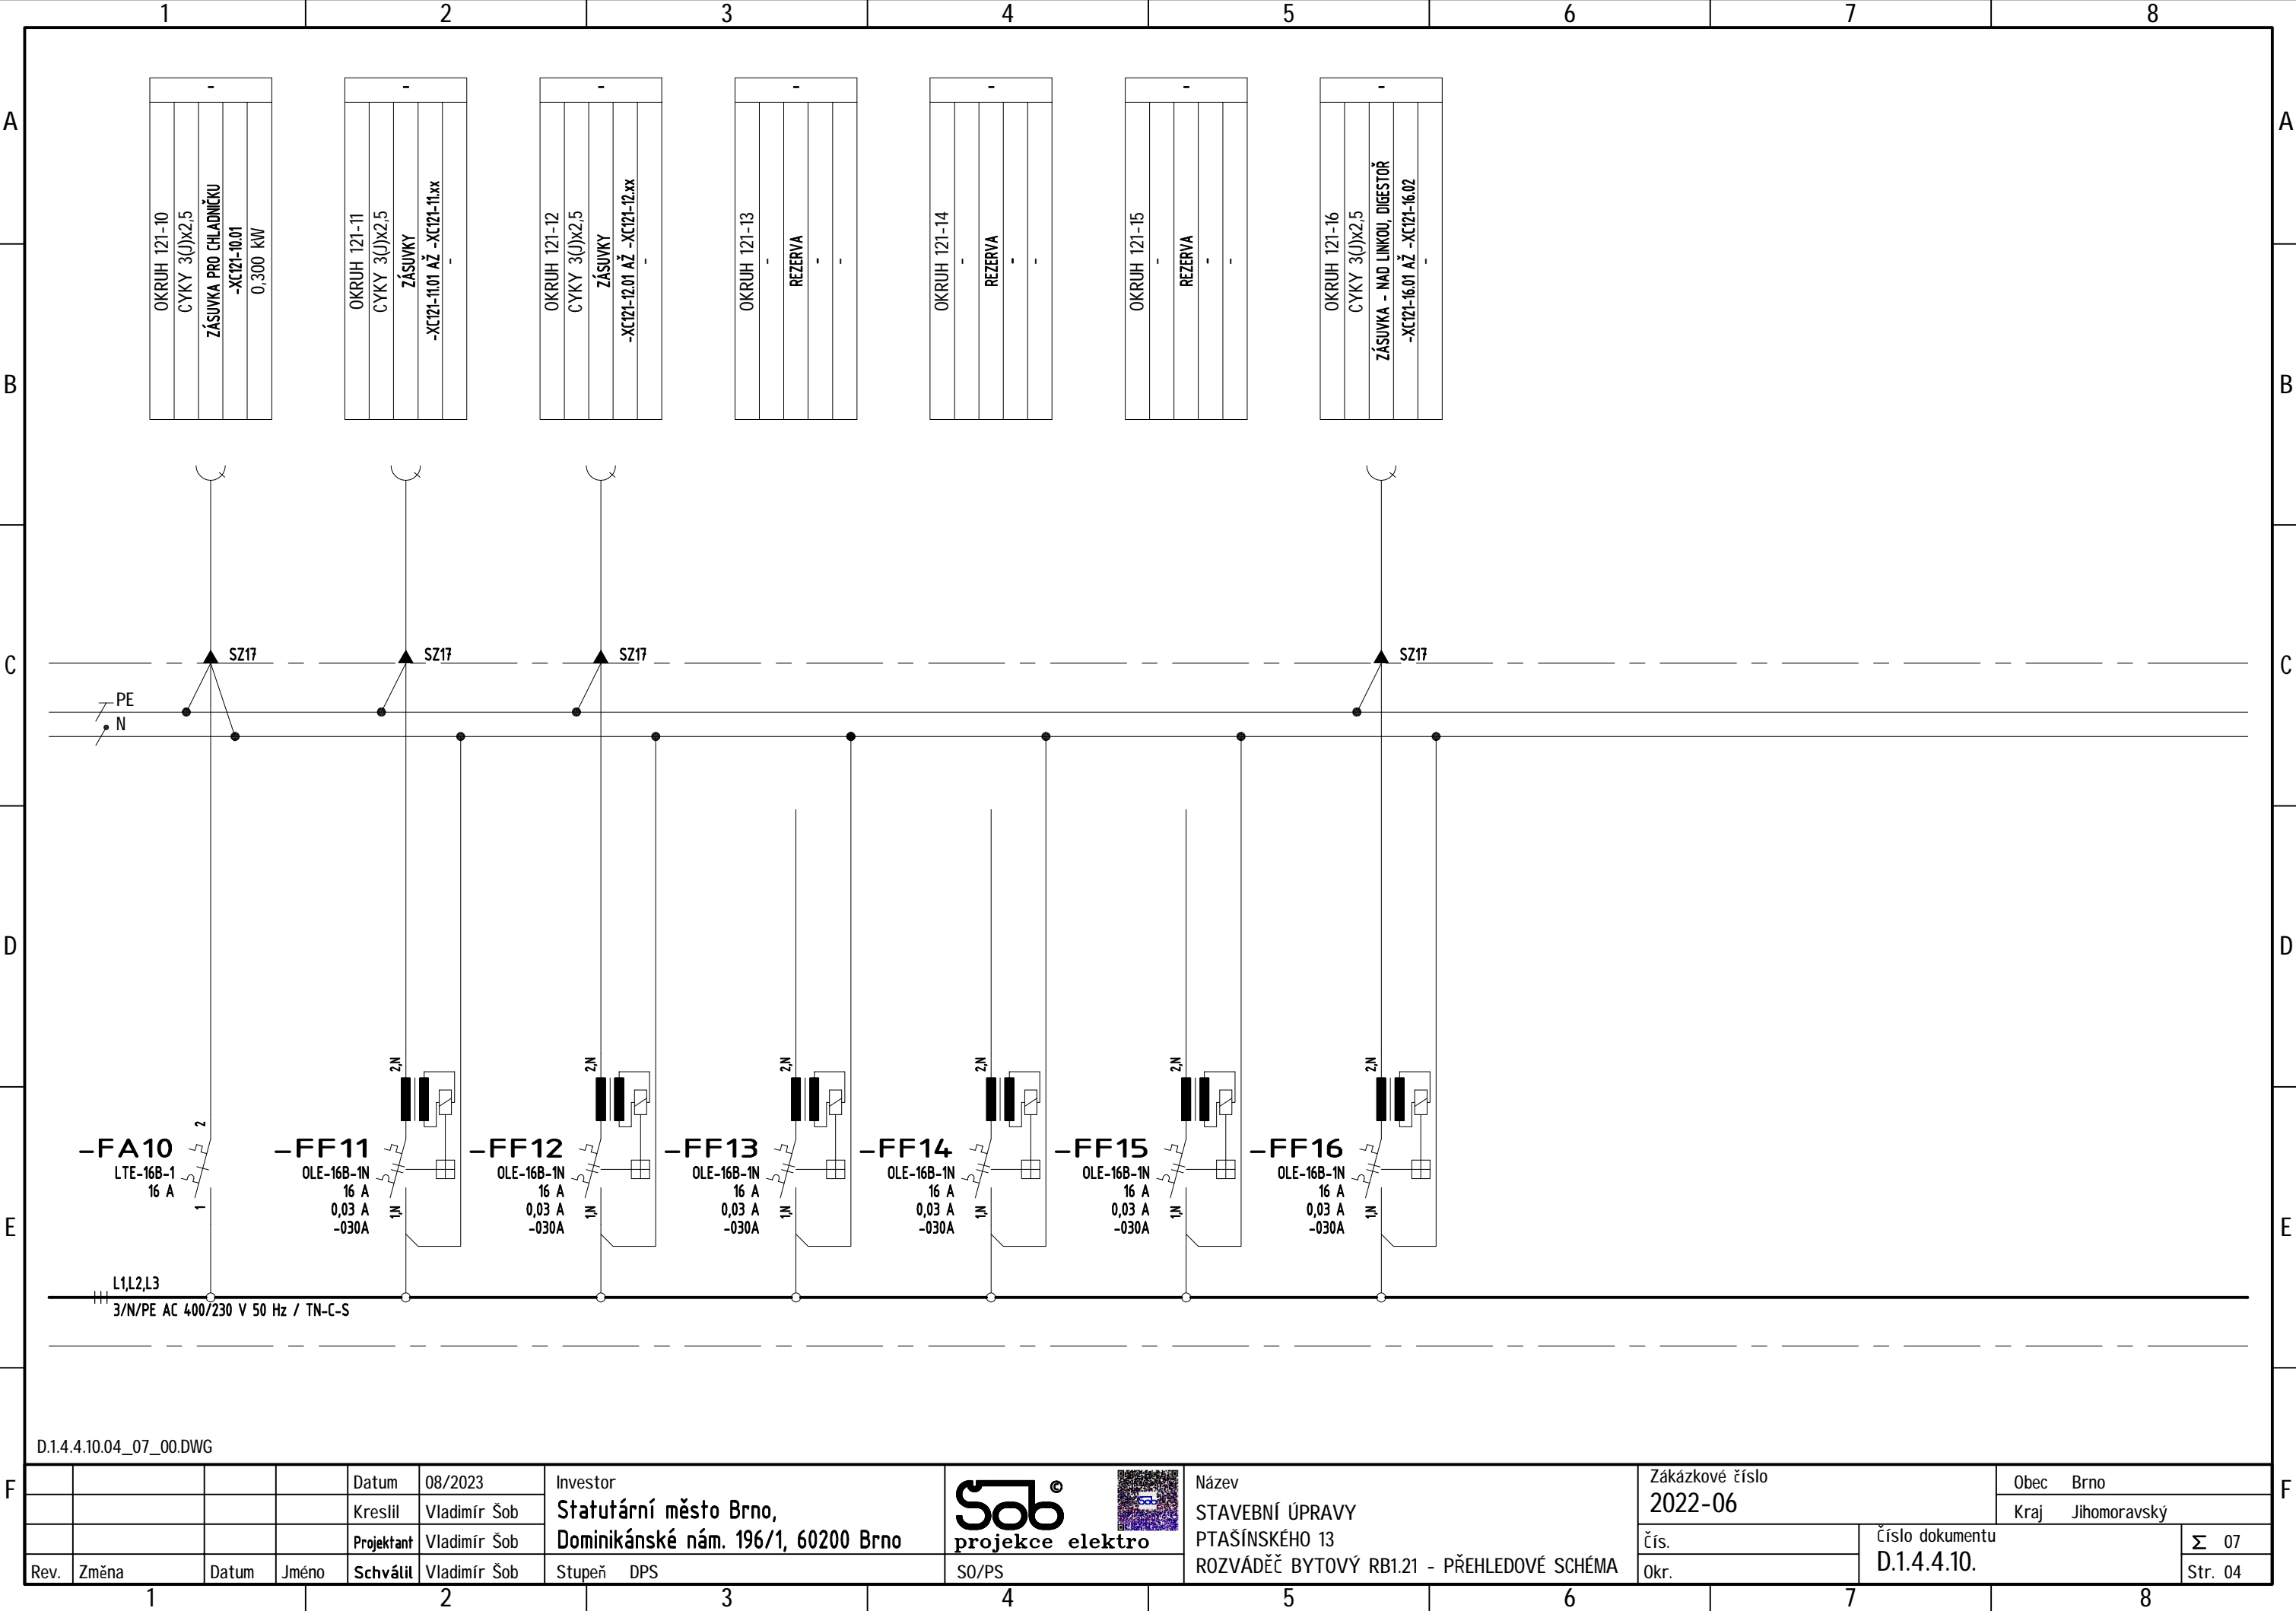 1 2 3 4 5 6 7 8
A A
B B
C C
D D
E E
F F
-
OKRUH 121-10
CYKY 3(J)x2,5
ZÁSUVKA PRO CHLADNIČKU
-XC121-10.01
0,300 kW
-
OKRUH 121-11
CYKY 3(J)x2,5
ZÁSUVKY
-XC121-11.01 AŽ -XC121-11.xx
-
-
OKRUH 121-12
CYKY 3(J)x2,5
ZÁSUVKY
-XC121-12.01 AŽ -XC121-12.xx
-
-
OKRUH 121-13
-
REZERVA
-
-
-
OKRUH 121-14
-
REZERVA
-
-
-
OKRUH 121-15
-
REZERVA
-
-
-
OKRUH 121-16
CYKY 3(J)x2,5
ZÁSUVKA - NAD LINKOU, DIGESTOŘ
-XC121-16.01 AŽ -XC121-16.02
-
SZ17 SZ17 SZ17 SZ17
PE
N
2 2,N 2,N 2,N 2,N 2,N 2,N
-FA10
LTE-16B-1
16 A
1
-FF11
OLE-16B-1N
16 A
0,03 A
-030A
1,N
-FF12
OLE-16B-1N
16 A
0,03 A
-030A
1,N
-FF13
OLE-16B-1N
16 A
0,03 A
-030A
1,N
-FF14
OLE-16B-1N
16 A
0,03 A
-030A
1,N
-FF15
OLE-16B-1N
16 A
0,03 A
-030A
1,N
-FF16
OLE-16B-1N
16 A
0,03 A
-030A
1,N
L1,L2,L3
3/N/PE AC 400/230 V 50 Hz / TN-C-S
D.1.4.4.10.04_07_00.DWG
Rev. Změna Datum Jméno
Datum 08/2023
Kreslil Vladimír Šob
Projektant Vladimír Šob
Schválil Vladimír Šob
Investor
Statutární město Brno,
Dominikánské nám. 196/1, 60200 Brno
Stupeň DPS
Šob ©
projekce elektro
SO/PS
Název
STAVEBNÍ ÚPRAVY
PTAŠÍNSKÉHO 13
ROZVÁDĚČ BYTOVÝ RB1.21 - PŘEHLEDOVÉ SCHÉMA
Zákázkové číslo
2022-06
Obec Brno
Kraj Jihomoravský
čís.
Okr.
Číslo dokumentu
D.1.4.4.10.
Σ 07
Str. 04
1 2 3 4 5 6 7 8